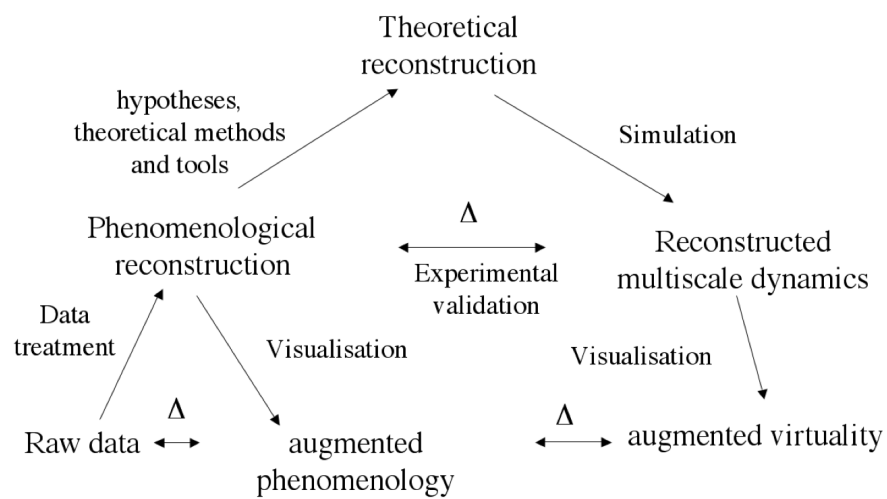 Theoretical
reconstruction
hypotheses,
theoretical methods
and tools
Simulation
Phenomenological
reconstruction
Δ
Experimental
validation
Reconstructed
multiscale dynamics
Data
treatment
Visualisation
Visualisation
Raw data
Δ
augmented
phenomenology
Δ
augmented virtuality